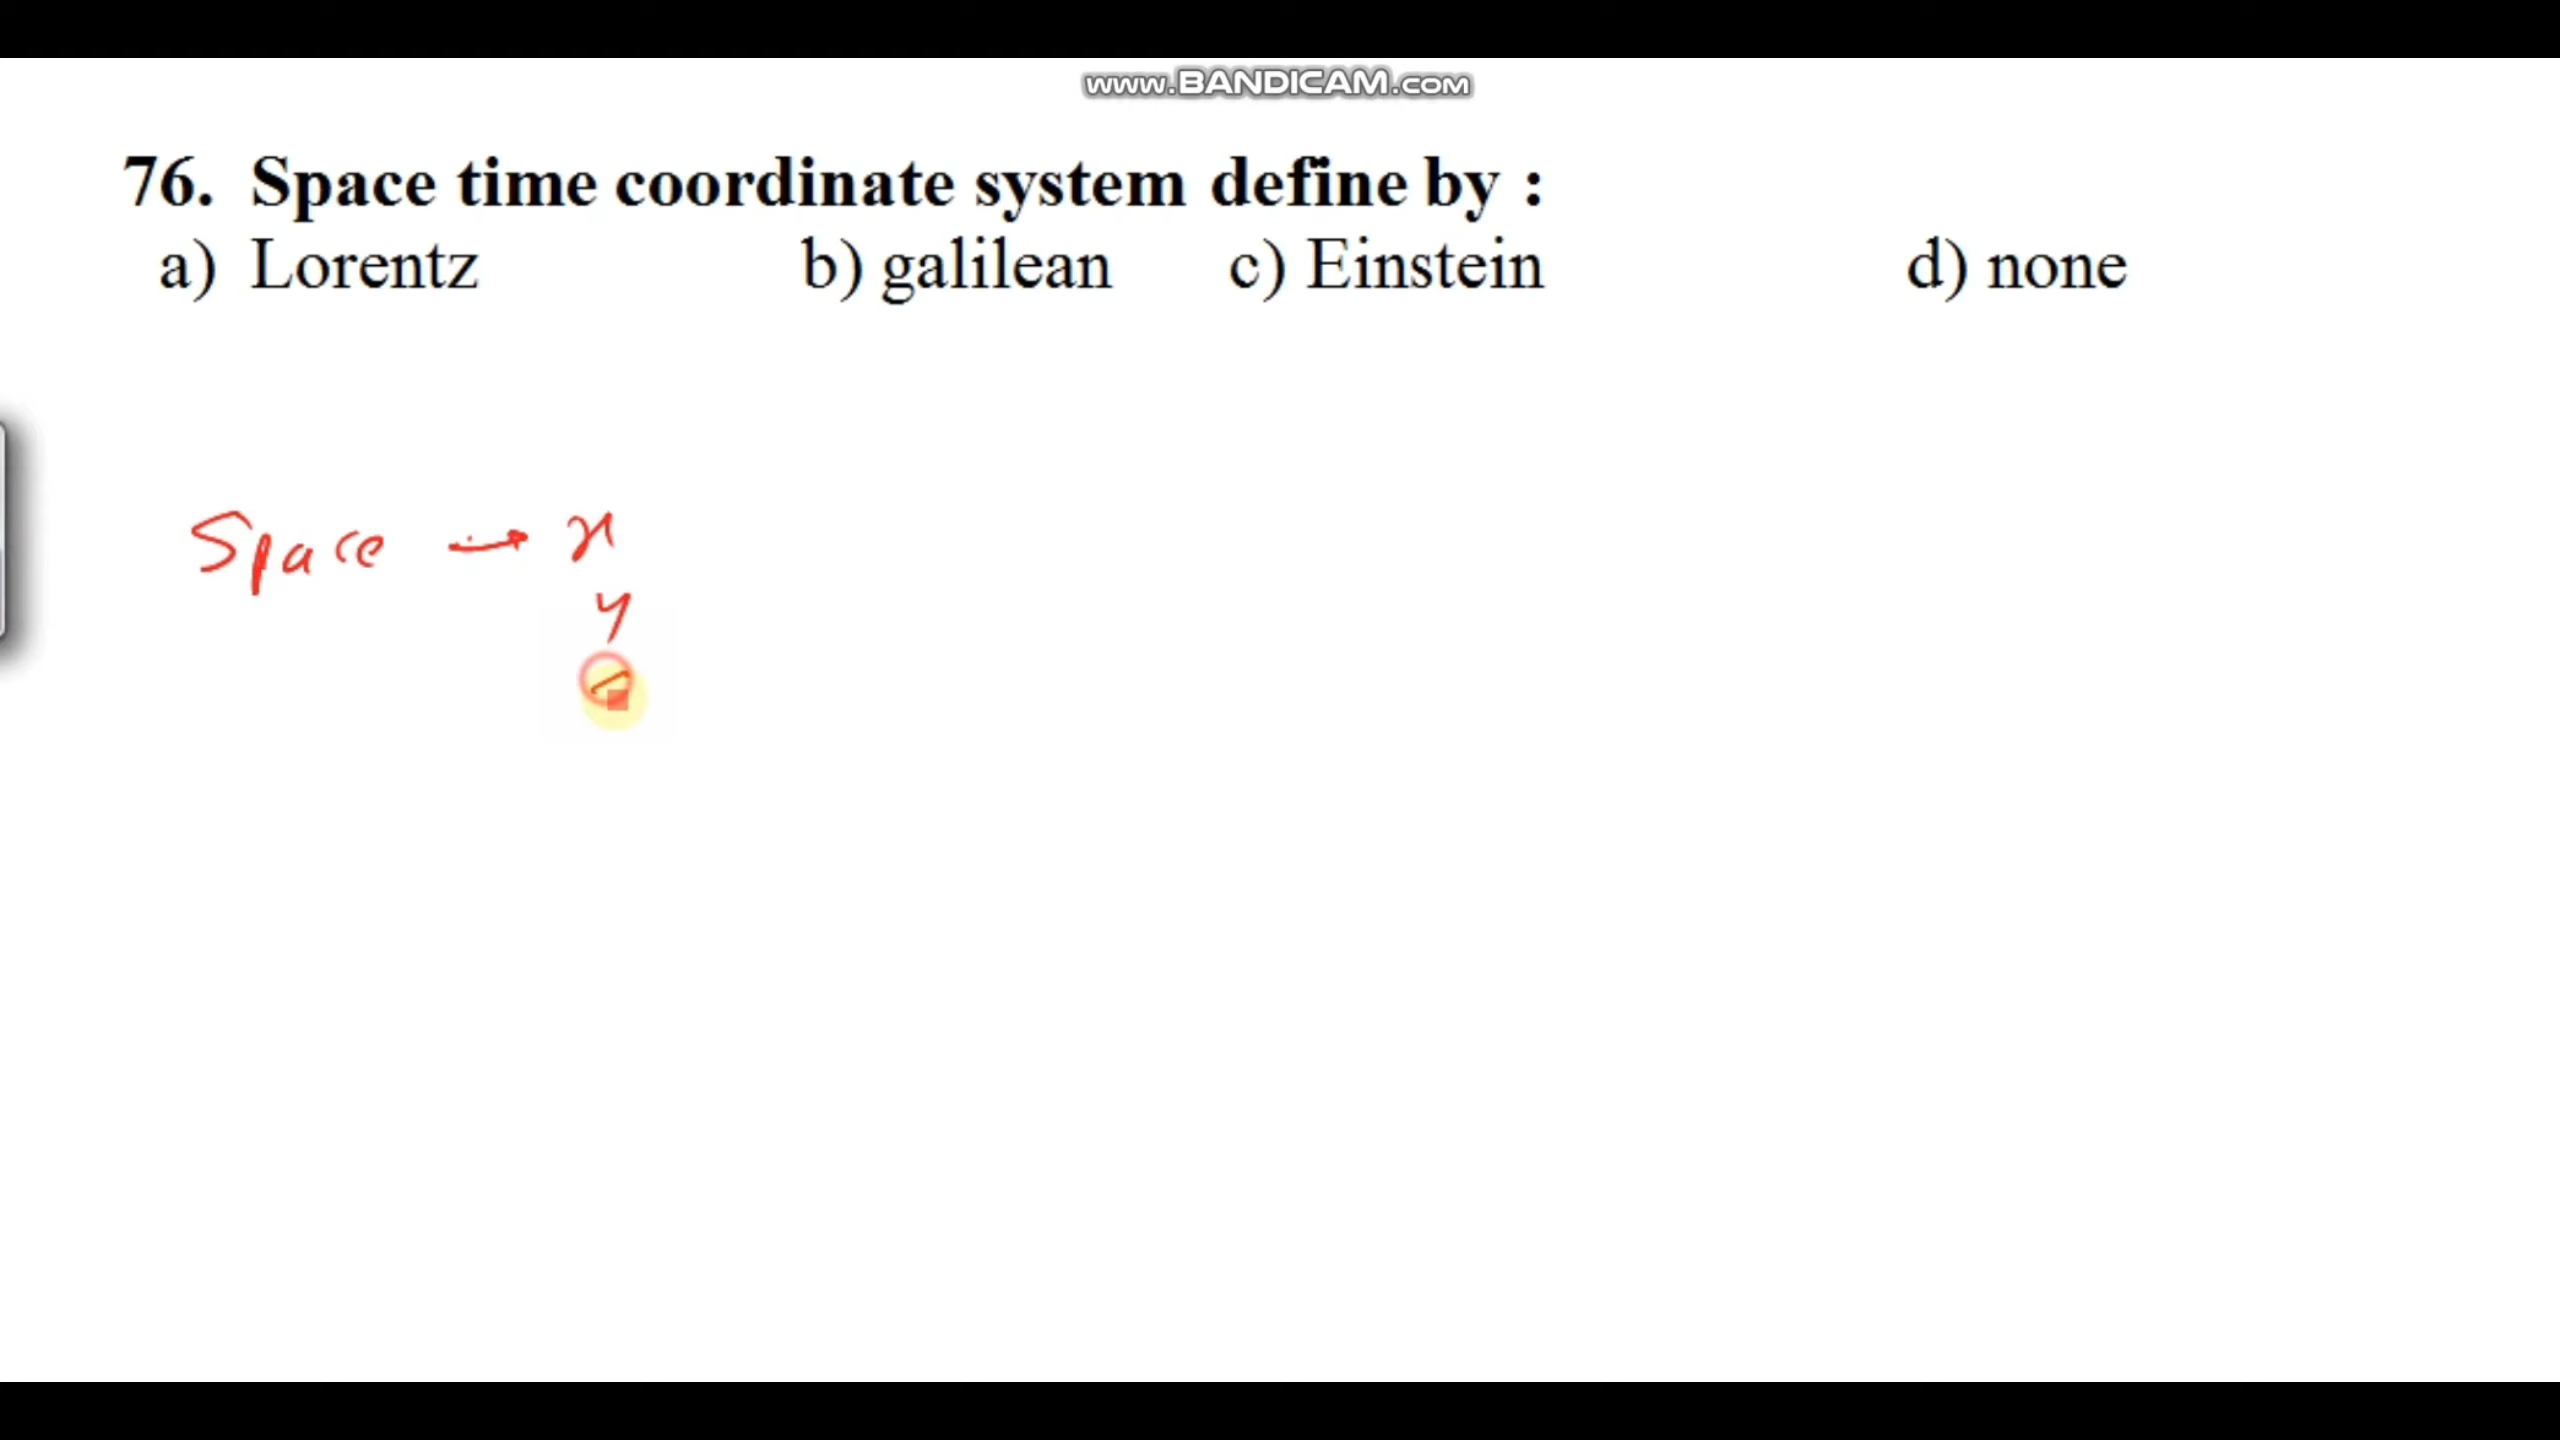 www.BANDICAM.com
76. Space time coordinate system define by :
a) Lorentz b) galilean c) Einstein d) none
Space → x
y